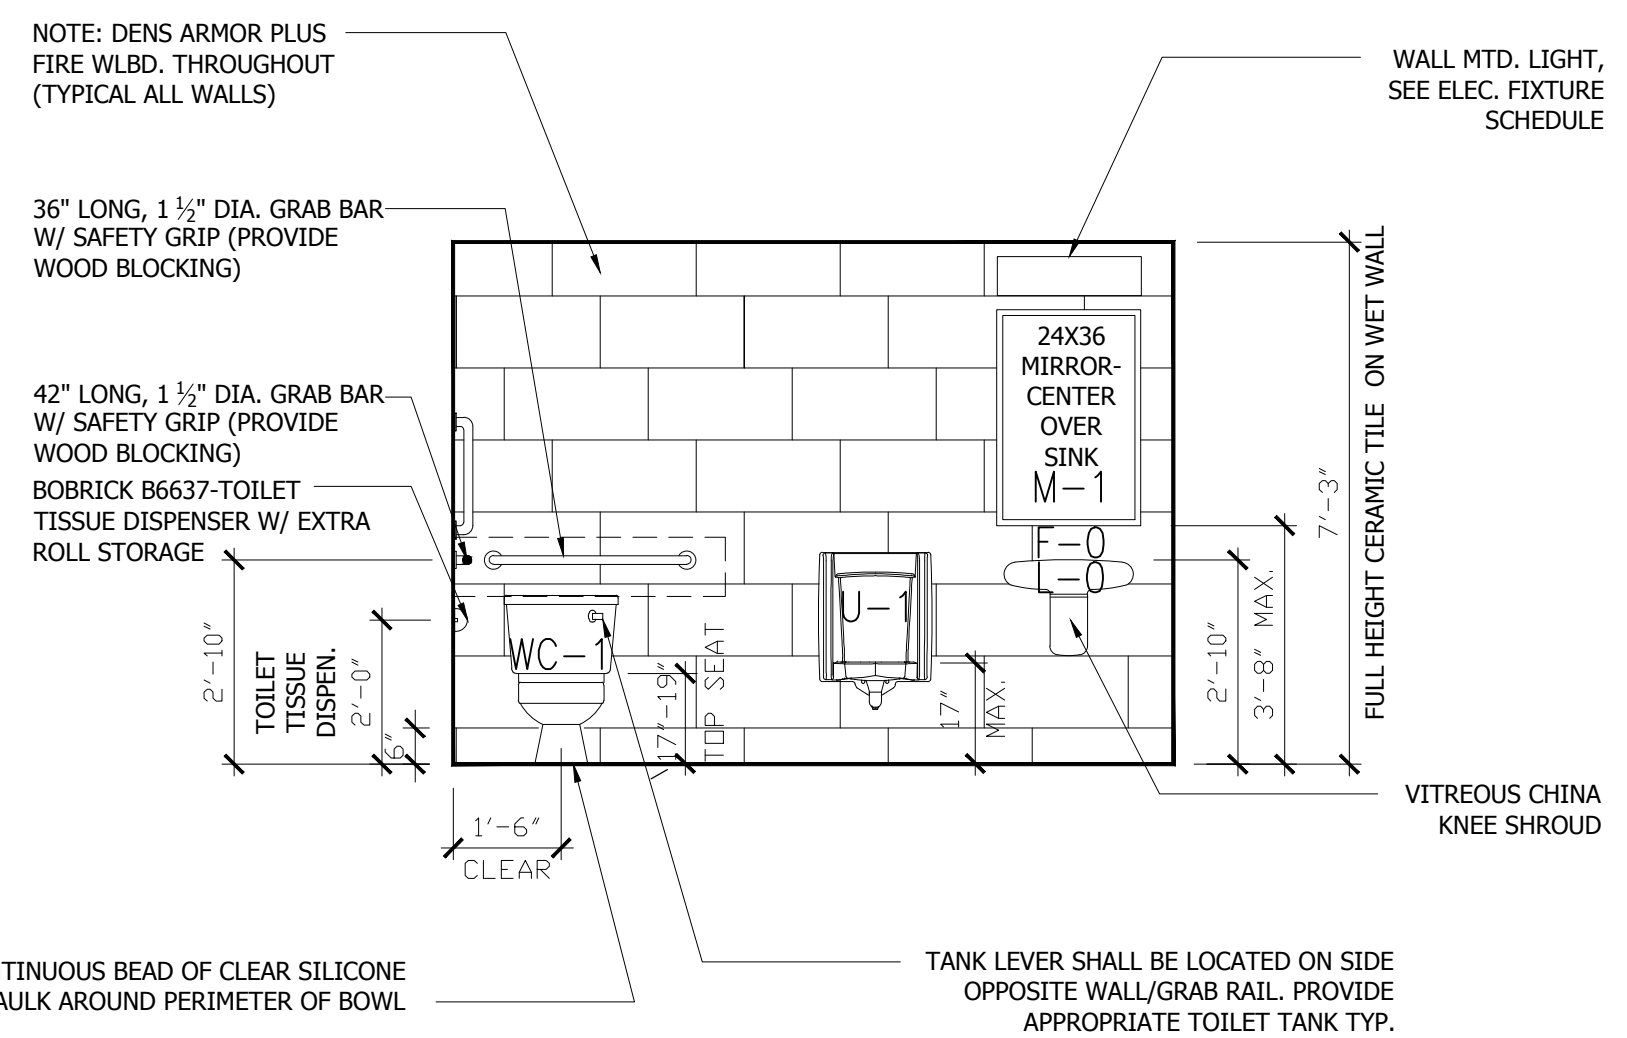 NOTE: DENS ARMOR PLUS
FIRE WLBD. THROUGHOUT
(TYPICAL ALL WALLS)
WALL MTD. LIGHT,
SEE ELEC. FIXTURE
SCHEDULE
36" LONG, 1 ½" DIA. GRAB BAR
W/ SAFETY GRIP (PROVIDE
WOOD BLOCKING)
42" LONG, 1 ½" DIA. GRAB BAR
W/ SAFETY GRIP (PROVIDE
WOOD BLOCKING)
BOBRICK B6637-TOILET
TISSUE DISPENSER W/ EXTRA
ROLL STORAGE
24X36
MIRROR-
CENTER
OVER
SINK
M-1
F-0
L-0
U-1
WC-1
2'-10"
TOILET
TISSUE
DISPEN.
2'-0"
6"
17"-19"
TOP SEAT
17"
MAX.
2'-10"
3'-8" MAX.
7'-3"
FULL HEIGHT CERAMIC TILE ON WET WALL
1'-6"
CLEAR
VITREOUS CHINA
KNEE SHROUD
BEAD OF CLEAR SILICONE
AROUND PERIMETER OF BOWL
TANK LEVER SHALL BE LOCATED ON SIDE
OPPOSITE WALL/GRAB RAIL. PROVIDE
APPROPRIATE TOILET TANK TYP.